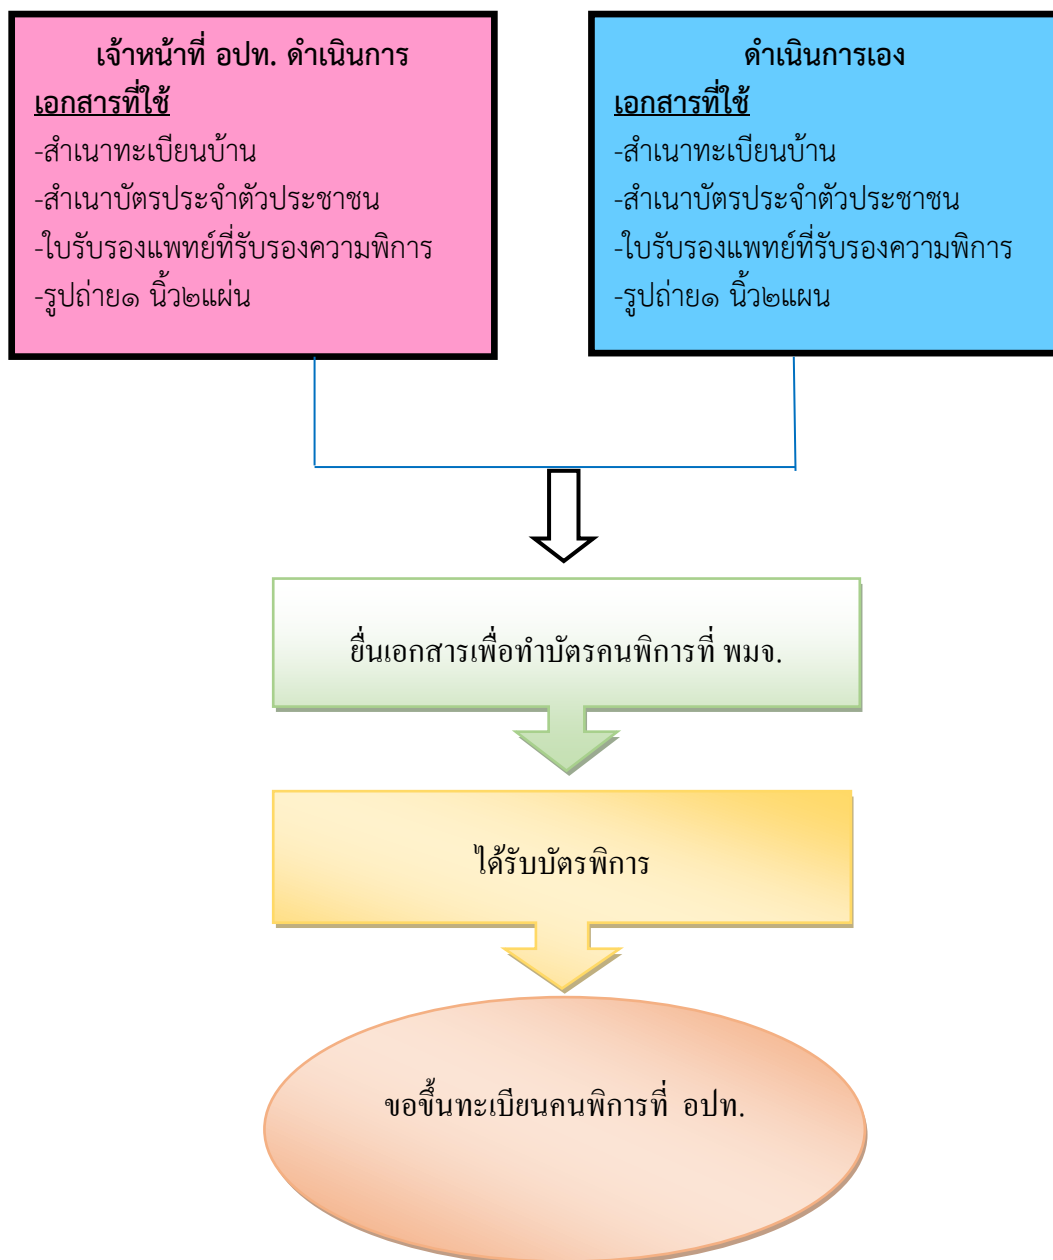 เจ้าหน้าที่ อปท. ดำเนินการ
เอกสารที่ใช้
-สำเนาทะเบียนบ้าน
-สำเนาบัตรประจำตัวประชาชน
-ใบรับรองแพทย์ที่รับรองความพิการ
-รูปถ่าย๑ นิ้ว๒แผ่น
ดำเนินการเอง
เอกสารที่ใช้
-สำเนาทะเบียนบ้าน
-สำเนาบัตรประจำตัวประชาชน
-ใบรับรองแพทย์ที่รับรองความพิการ
-รูปถ่าย๑ นิ้ว๒แผน
ยื่นเอกสารเพื่อทำบัตรคนพิการที่ พมจ.
ได้รับบัตรพิการ
ขอขึ้นทะเบียนคนพิการที่ อปท.